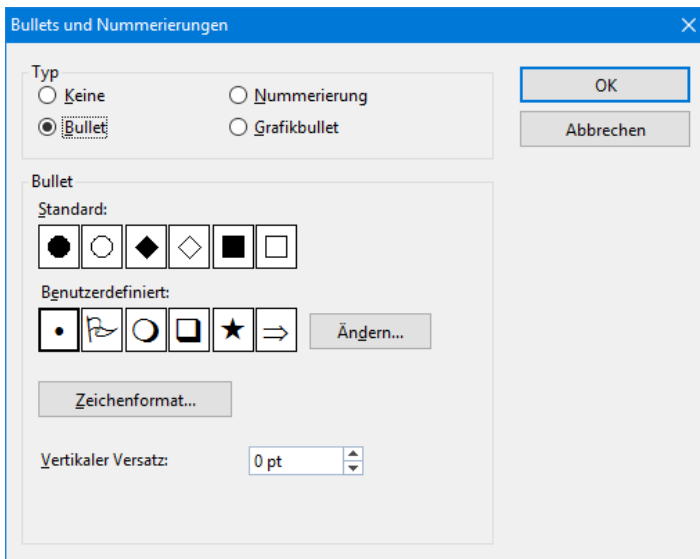 Bullets und Nummerierungen
Typ
Keine
Nummerierung
Bullet
Grafikbullet
OK
Abbrechen
Bullet
Standard:
Benutzerdefiniert:
Ändern...
Zeichenformat...
Vertikaler Versatz:
0 pt